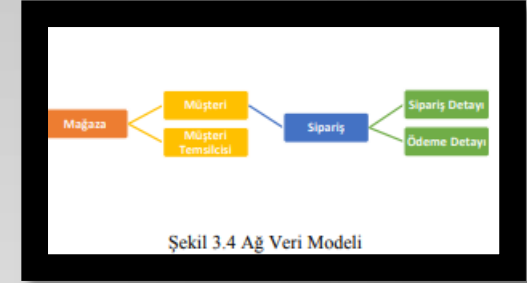 Mağaza
Müşteri
Müşteri
Temsilcisi
Sipariş
Sipariş Detayı
Ödeme Detayı
Şekil 3.4 Ağ Veri Modeli